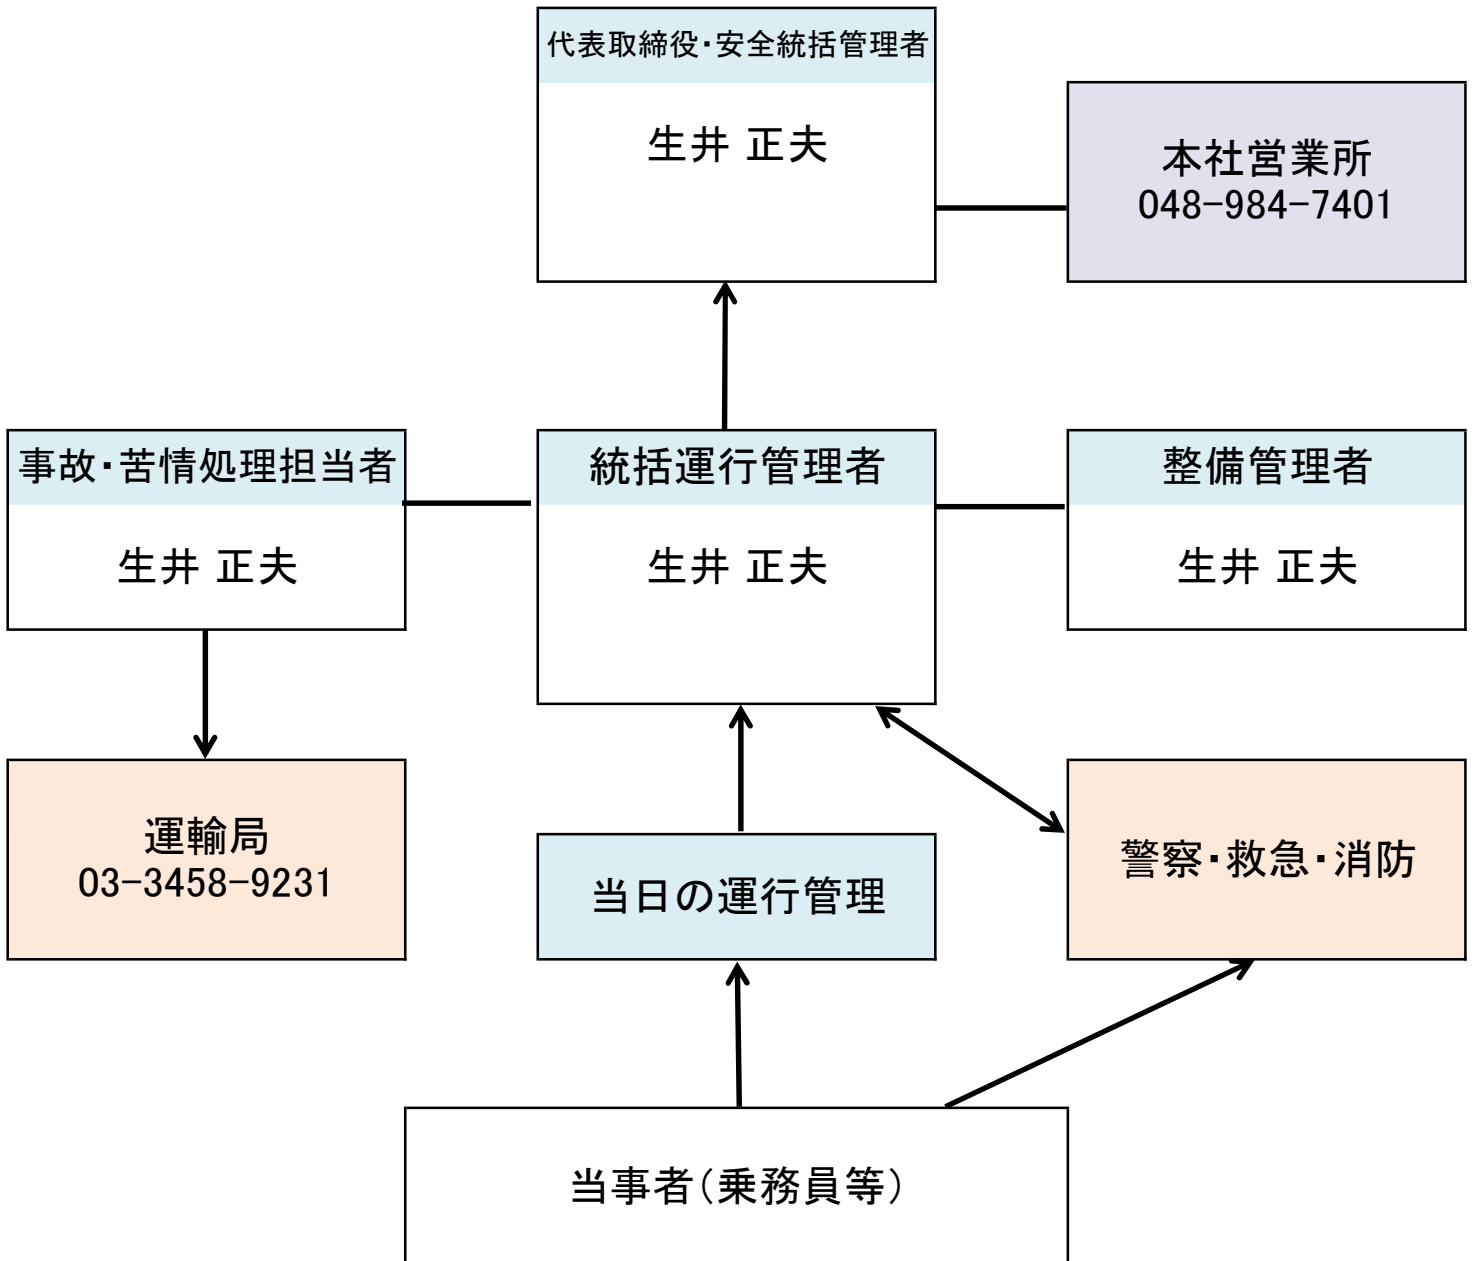 代表取締役・安全統括管理者
生井 正夫
本社営業所
048-984-7401
事故・苦情処理担当者
生井 正夫
統括運行管理者
生井 正夫
整備管理者
生井 正夫
運輸局
03-3458-9231
当日の運行管理
警察・救急・消防
当事者(乗務員等)